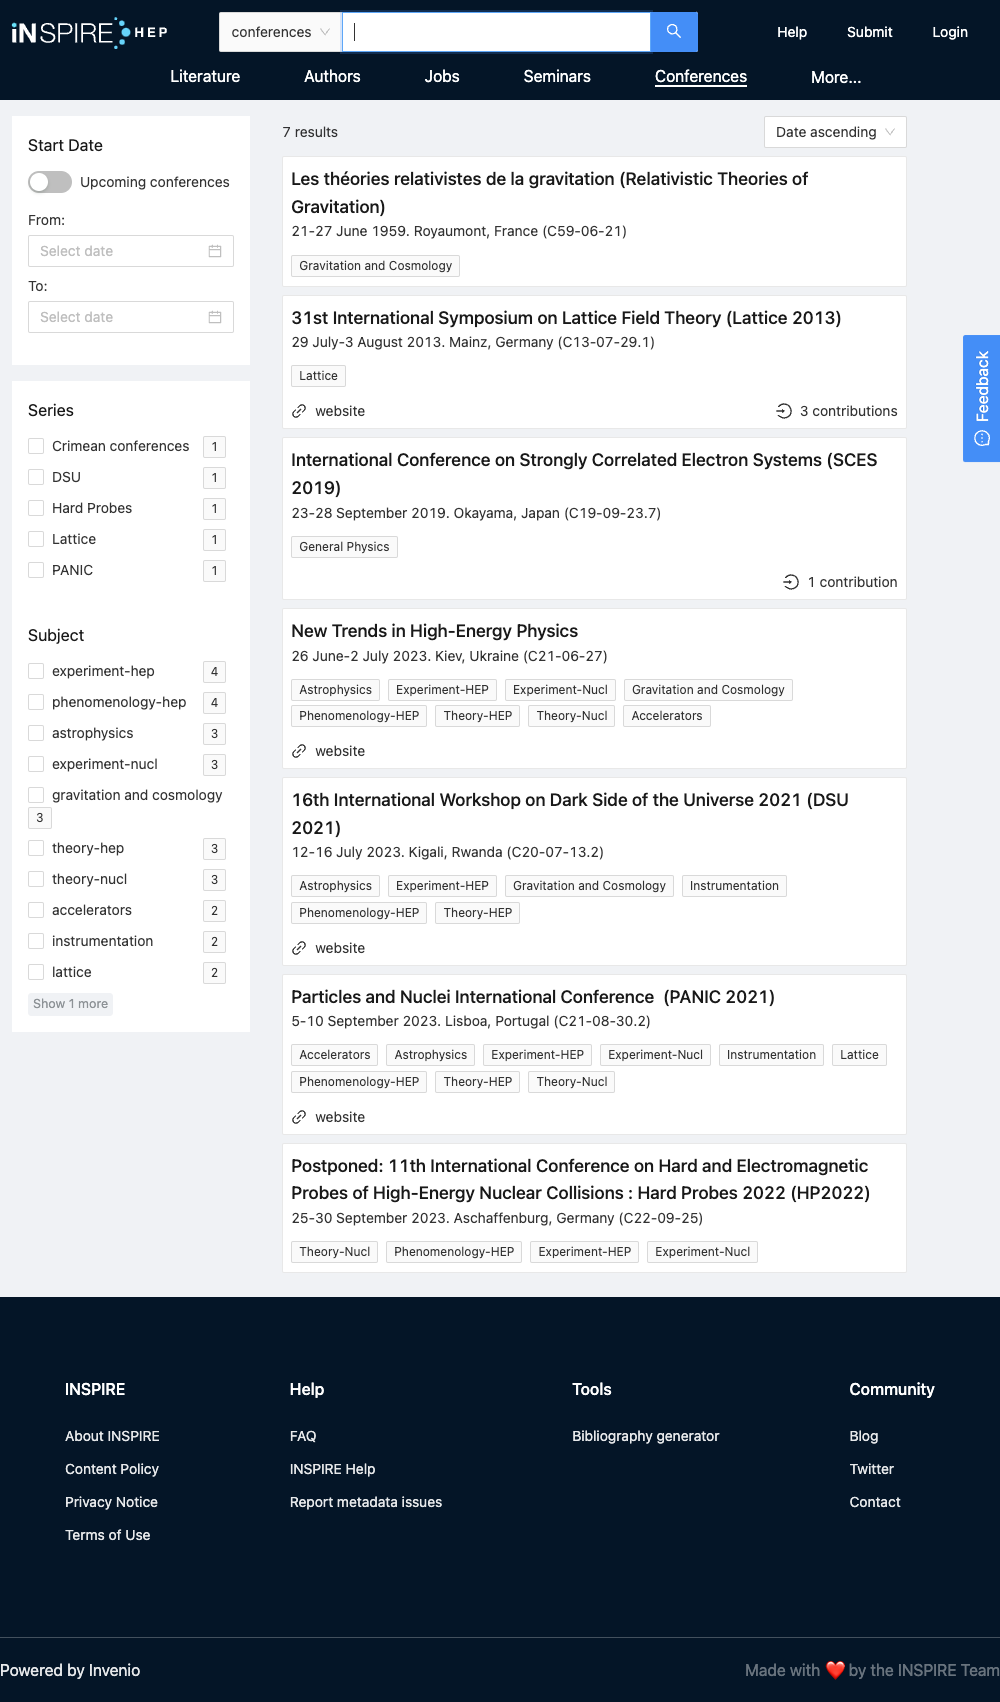 iNSPIRE HEP
conferences
Help
Submit
Login
Literature
Authors
Jobs
Seminars
Conferences
More...
Start Date
Upcoming conferences
From:
Select date
To:
Select date
Series
Crimean conferences 1
DSU 1
Hard Probes 1
Lattice 1
PANIC 1
Subject
experiment-hep 4
phenomenology-hep 4
astrophysics 3
experiment-nucl 3
gravitation and cosmology
3
theory-hep 3
theory-nucl 3
accelerators 2
instrumentation 2
lattice 2
Show 1 more
7 results
Date ascending
Les théories relativistes de la gravitation (Relativistic Theories of
Gravitation)
21-27 June 1959. Royaumont, France (C59-06-21)
Gravitation and Cosmology
31st International Symposium on Lattice Field Theory (Lattice 2013)
29 July-3 August 2013. Mainz, Germany (C13-07-29.1)
Lattice
website
3 contributions
International Conference on Strongly Correlated Electron Systems (SCES
2019)
23-28 September 2019. Okayama, Japan (C19-09-23.7)
General Physics
1 contribution
New Trends in High-Energy Physics
26 June-2 July 2023. Kiev, Ukraine (C21-06-27)
Astrophysics Experiment-HEP Experiment-Nucl Gravitation and Cosmology
Phenomenology-HEP Theory-HEP Theory-Nucl Accelerators
website
16th International Workshop on Dark Side of the Universe 2021 (DSU
2021)
12-16 July 2023. Kigali, Rwanda (C20-07-13.2)
Astrophysics Experiment-HEP Gravitation and Cosmology Instrumentation
Phenomenology-HEP Theory-HEP
website
Particles and Nuclei International Conference (PANIC 2021)
5-10 September 2023. Lisboa, Portugal (C21-08-30.2)
Accelerators Astrophysics Experiment-HEP Experiment-Nucl Instrumentation Lattice
Phenomenology-HEP Theory-HEP Theory-Nucl
website
Postponed: 11th International Conference on Hard and Electromagnetic
Probes of High-Energy Nuclear Collisions : Hard Probes 2022 (HP2022)
25-30 September 2023. Aschaffenburg, Germany (C22-09-25)
Theory-Nucl Phenomenology-HEP Experiment-HEP Experiment-Nucl
Feedback
INSPIRE
About INSPIRE
Content Policy
Privacy Notice
Terms of Use
Help
FAQ
INSPIRE Help
Report metadata issues
Tools
Bibliography generator
Community
Blog
Twitter
Contact
Powered by Invenio
Made with ❤️ by the INSPIRE Team